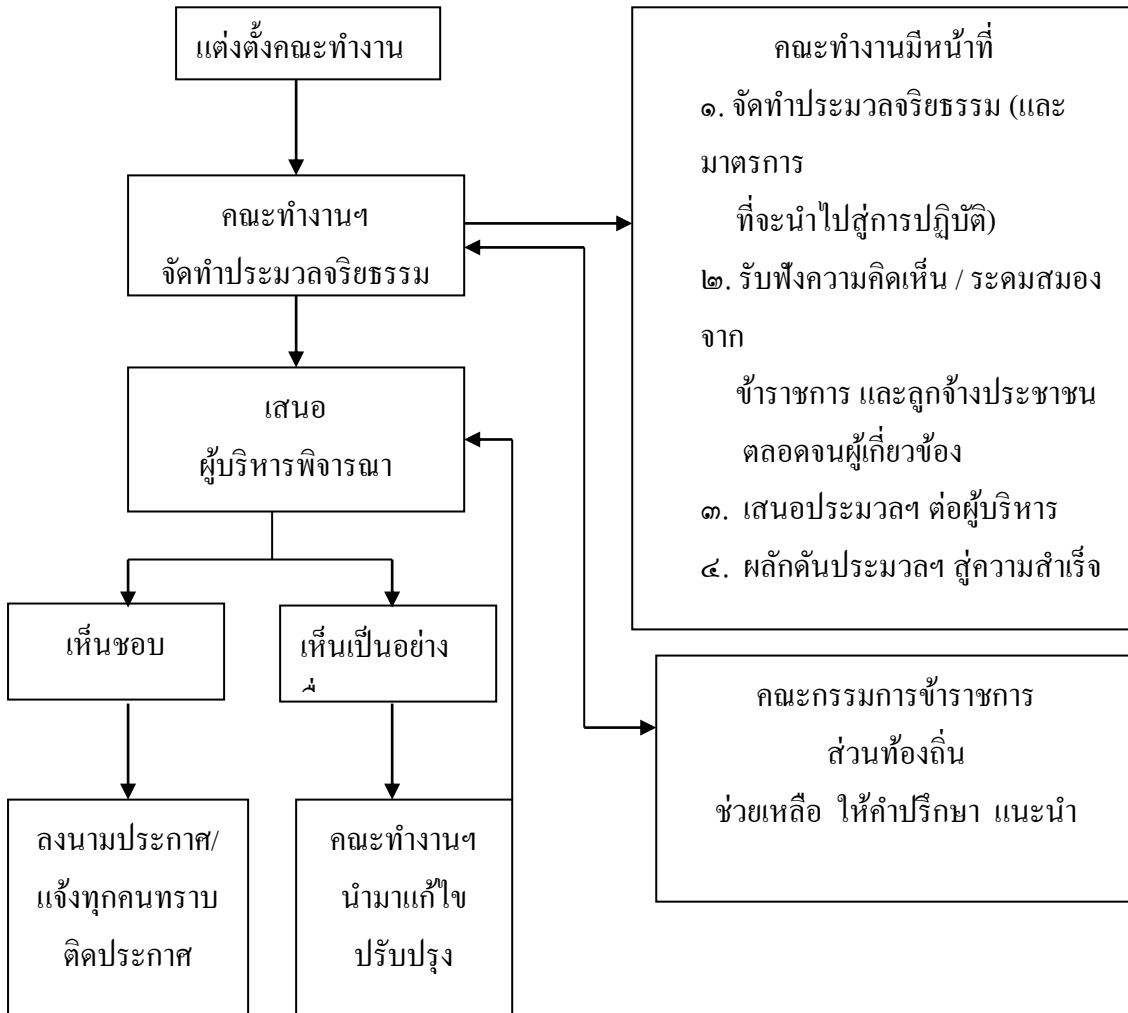 แต่งตั้งคณะทำงาน
คณะทำงานฯ
จัดทำประมวลจริยธรรม
เสนอ
ผู้บริหารพิจารณา
เห็นชอบ
เห็นเป็นอย่าง
ลงนามประกาศ/
แจ้งทุกคนทราบ
ติดประกาศ
คณะทำงานฯ
นำมาแก้ไข
ปรับปรุง
คณะทำงานมีหน้าที่
๑. จัดทำประมวลจริยธรรม (และ
มาตรการ
ที่จะนำไปสู่การปฏิบัติ)
๒. รับฟังความคิดเห็น / ระดมสมอง
จาก
ข้าราชการ และลูกจ้างประชาชน
ตลอดจนผู้เกี่ยวข้อง
๓. เสนอประมวลฯ ต่อผู้บริหาร
๔. ผลักดันประมวลฯ สู่ความสำเร็จ
คณะกรรมการข้าราชการ
ส่วนท้องถิ่น
ช่วยเหลือ ให้คำปรึกษา แนะนำ